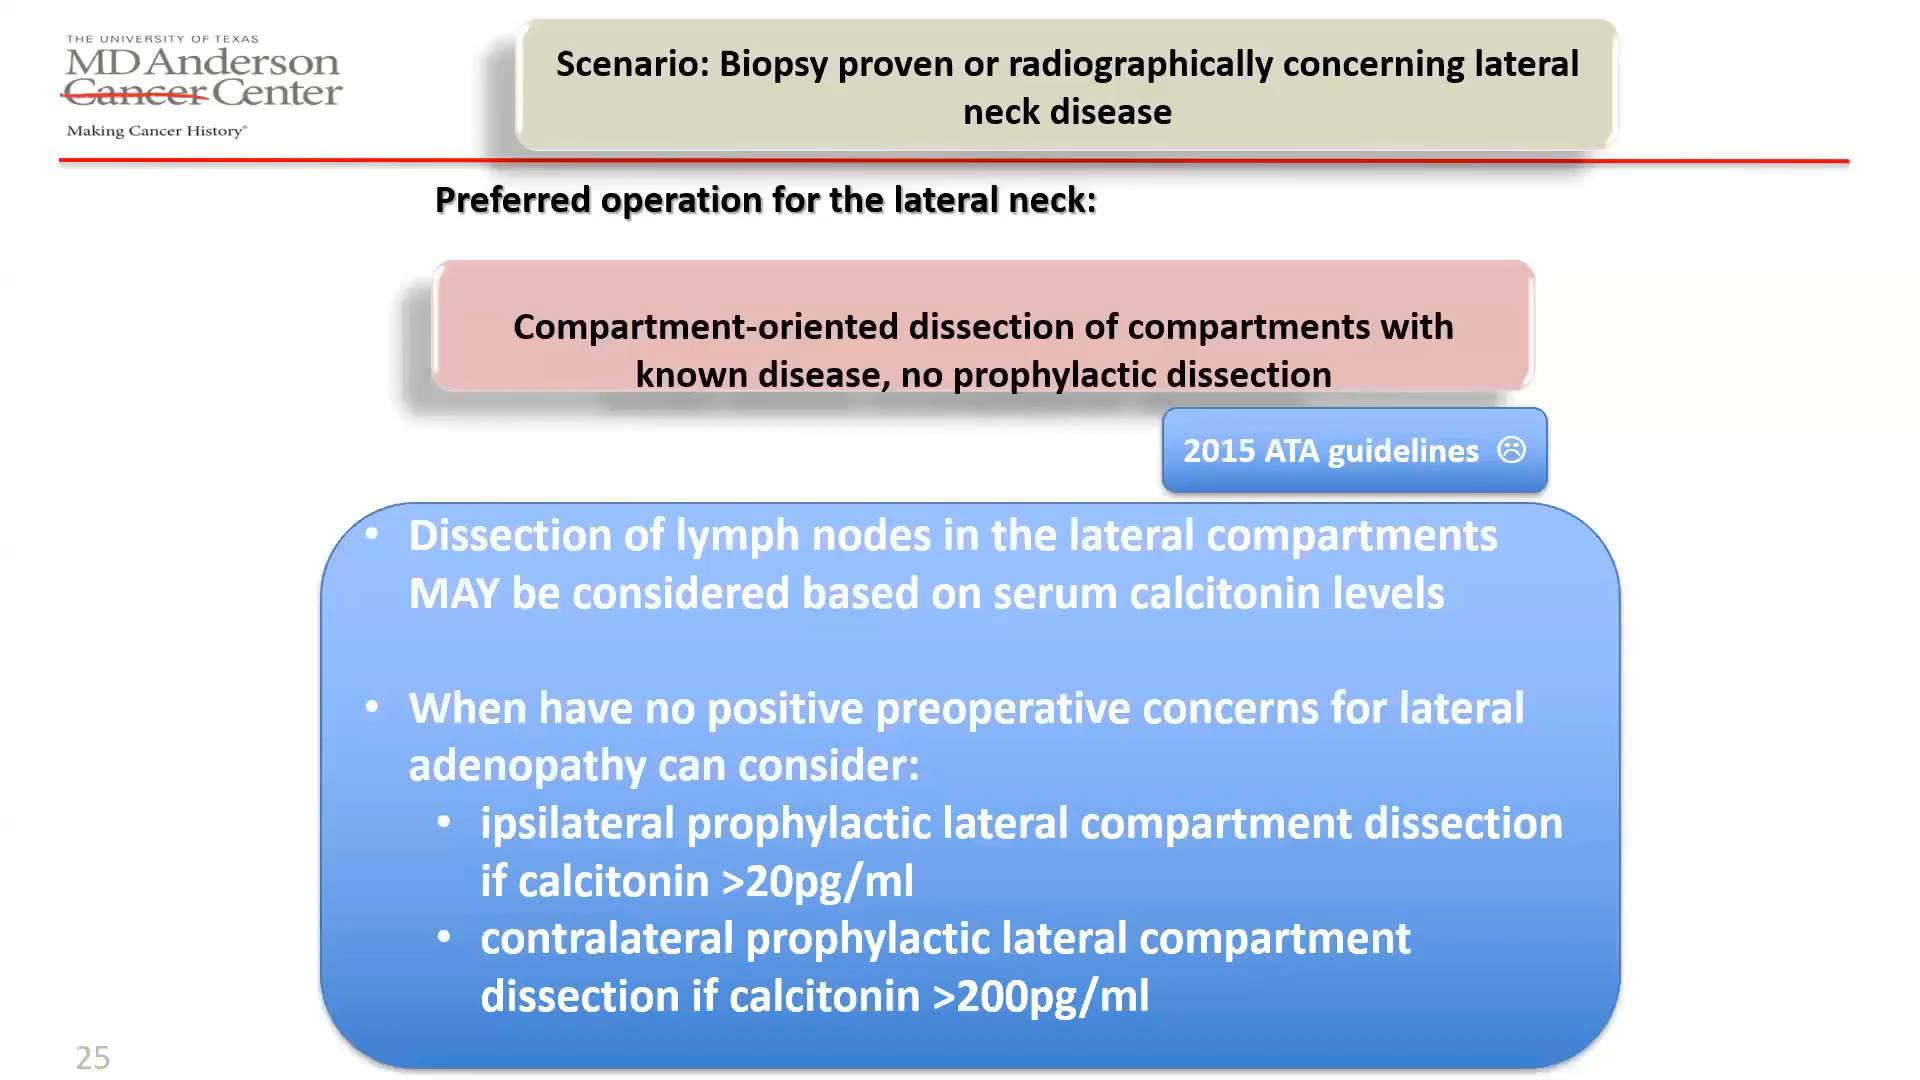 THE UNIVERSITY OF TEXAS
MD Anderson
Cancer Center
Making Cancer History®
Scenario: Biopsy proven or radiographically concerning lateral
neck disease
Preferred operation for the lateral neck:
Compartment-oriented dissection of compartments with
known disease, no prophylactic dissection
2015 ATA guidelines ☹
• Dissection of lymph nodes in the lateral compartments
MAY be considered based on serum calcitonin levels
• When have no positive preoperative concerns for lateral
adenopathy can consider:
• ipsilateral prophylactic lateral compartment dissection
if calcitonin >20pg/ml
• contralateral prophylactic lateral compartment
dissection if calcitonin >200pg/ml
25